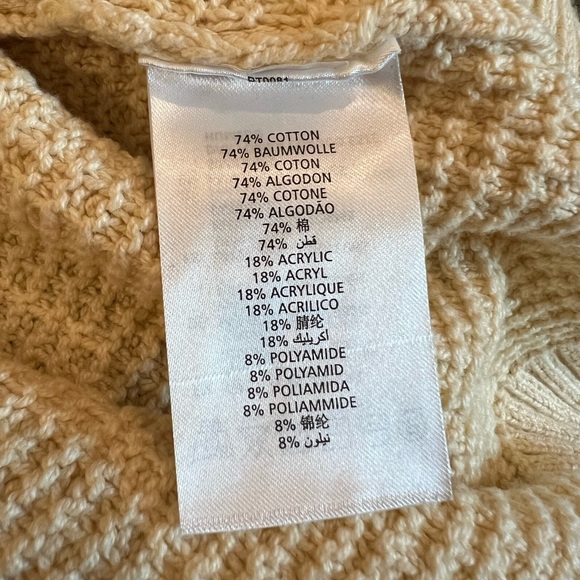 74% COTTON
74% BAUMWOLLE
74% COTON
74% ALGODON
74% COTONE
74% ALGODÃO
74% 棉
74% قطن
18% ACRYLIC
18% ACRYL
18% ACRYLIQUE
18% ACRILICO
18% 腈纶
18% أكريليك
8% POLYAMIDE
8% POLYAMID
8% POLIAMIDA
8% POLIAMMIDE
8% 锦纶
8% نيلون